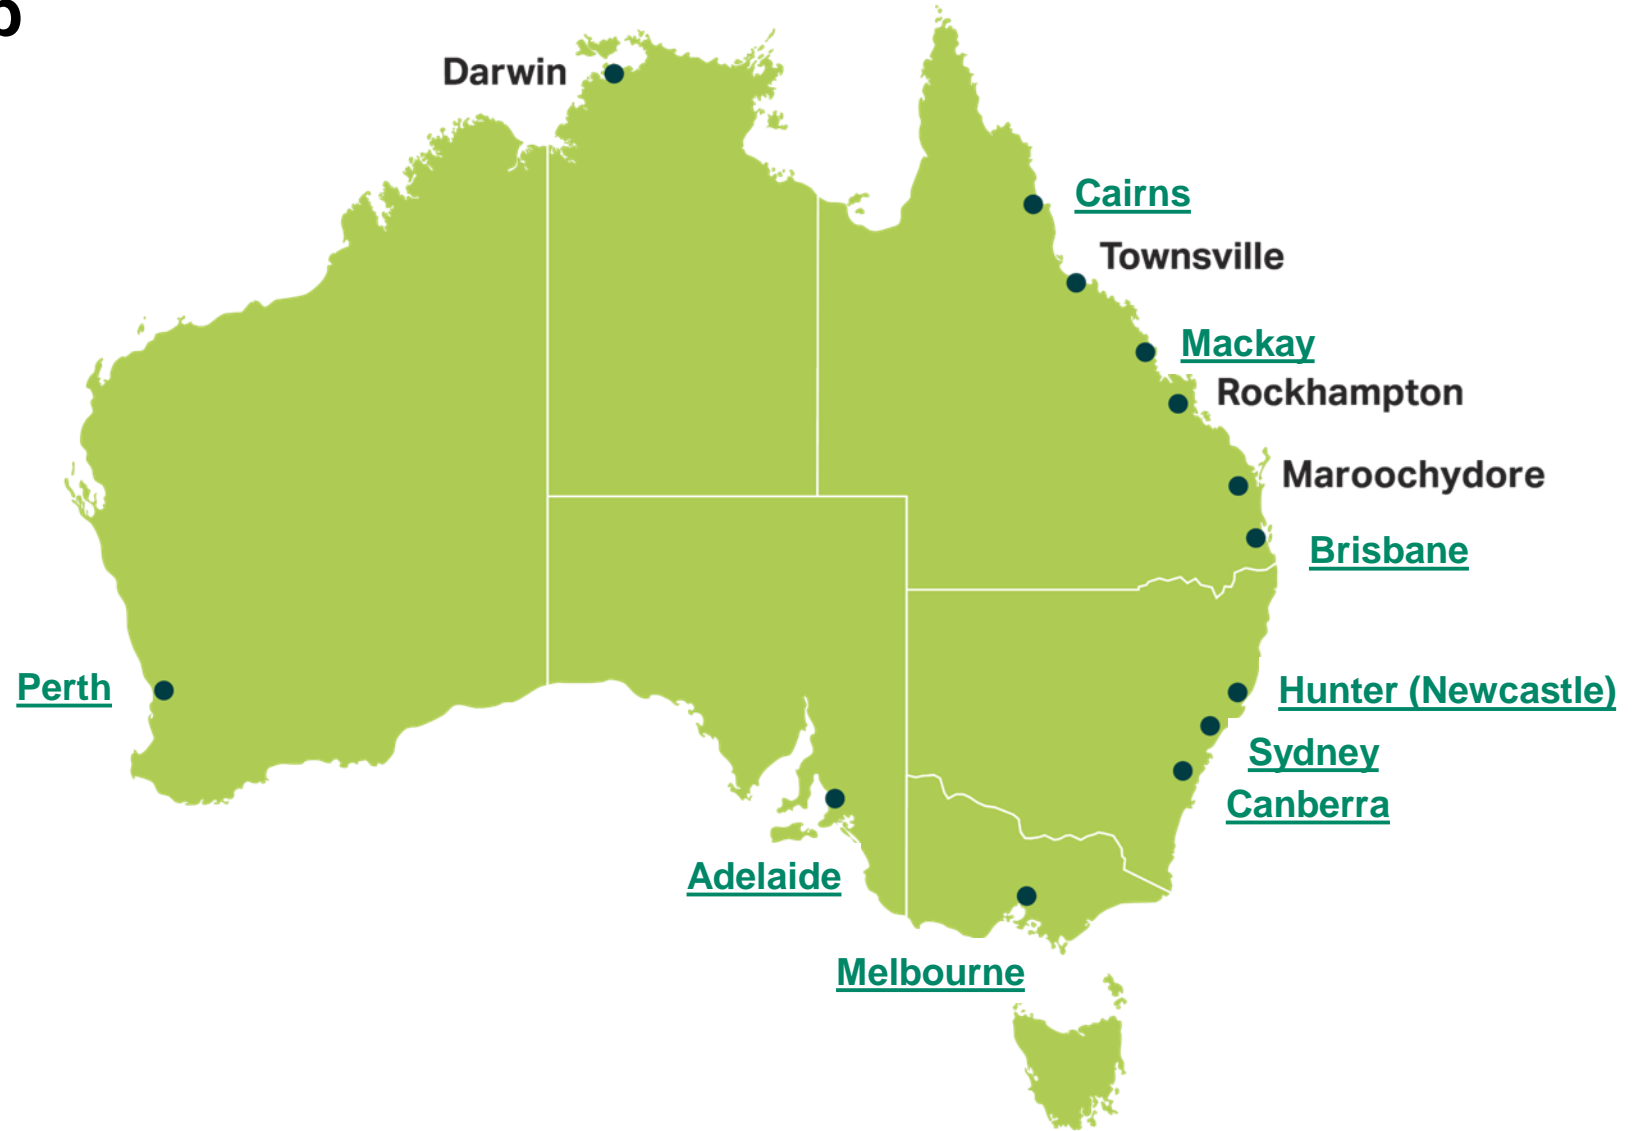 Darwin
Cairns
Townsville
Mackay
Rockhampton
Maroochydore
Brisbane
Perth
Hunter (Newcastle)
Sydney
Canberra
Adelaide
Melbourne